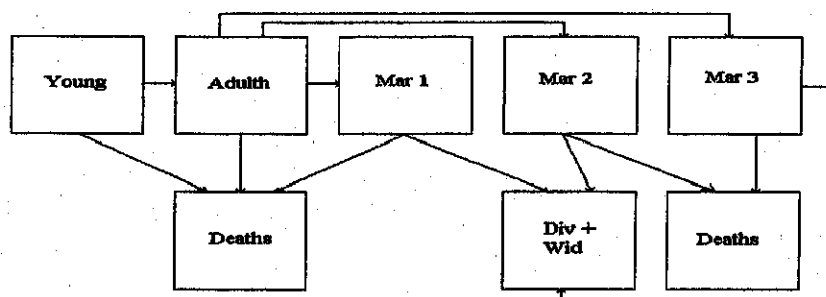 Young
Adulth
Mar 1
Mar 2
Mar 3
Deaths
Div +
Wid
Deaths